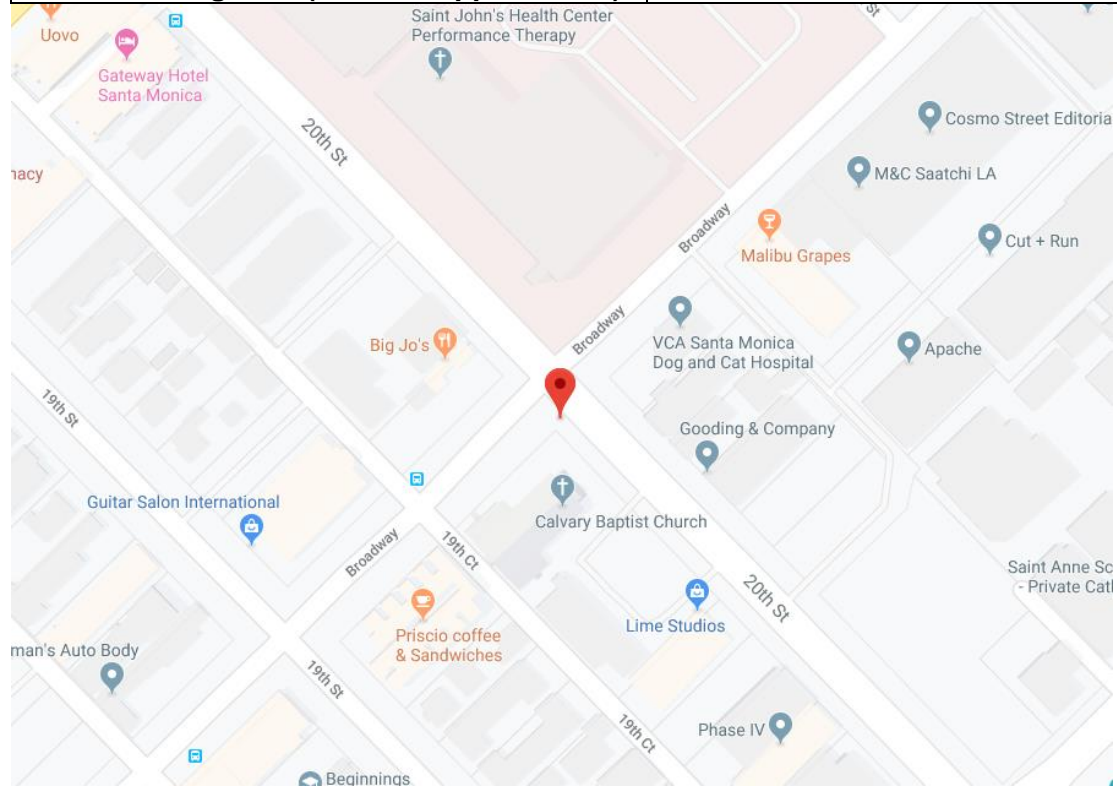 Saint John's Health Center
Performance Therapy
St
Uovo
Gateway Hotel
Santa Monica
20th St
Cosmo Street Editoria
M&C Saatchi LA
macy
Broadway
Malibu Grapes
Cut + Run
Broadway
VCA Santa Monica
Dog and Cat Hospital
Apache
Big Jo's
19th St
Gooding & Company
Guitar Salon International
Calvary Baptist Church
Broadway
19th Ct
20th St
Saint Anne Sc
- Private Cath
Lime Studios
Priscio coffee
& Sandwiches
man's Auto Body
19th St
19th Ct
Phase IV
Beginnings